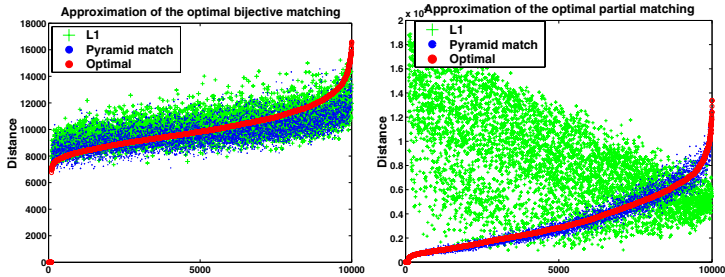 Approximation of the optimal bijective matching
18000
16000
14000
12000
10000
8000
6000
4000
2000
0
Distance
L1
Pyramid match
Optimal
0
5000
10000
Approximation of the optimal partial matching
2
x 10
1.8
1.6
1.4
1.2
1
0.8
0.6
0.4
0.2
0
Distance
L1
Pyramid match
Optimal
0
5000
10000